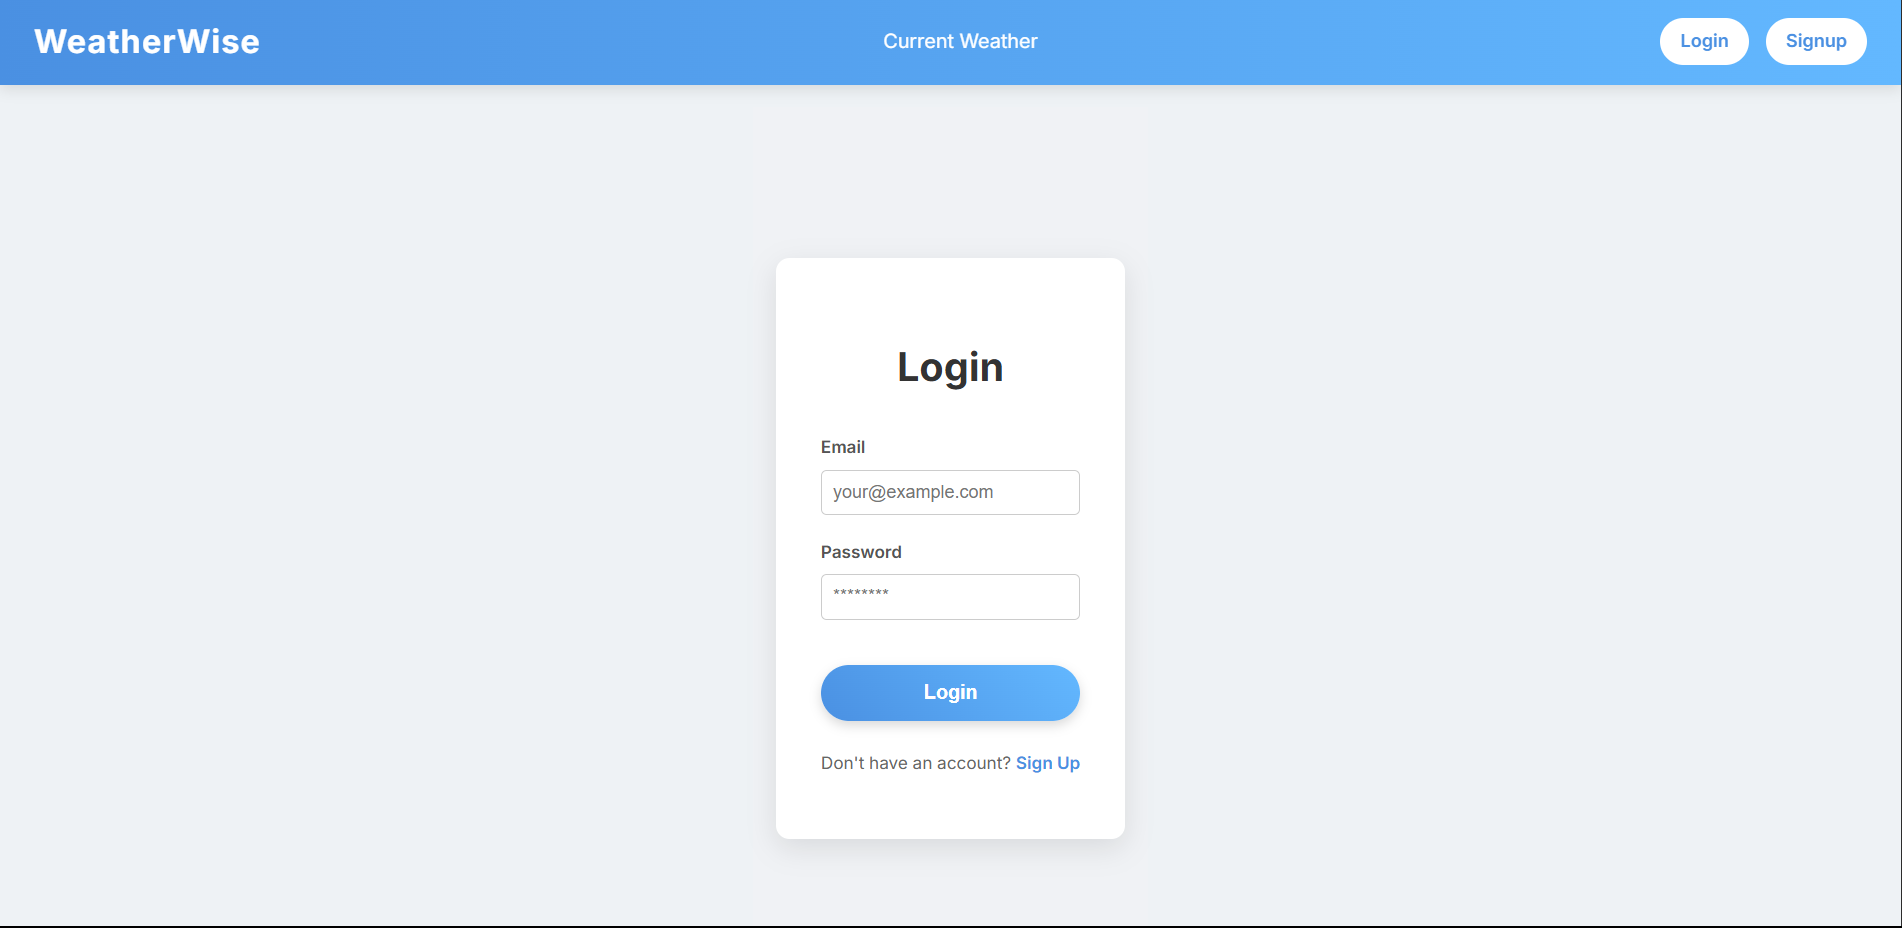 WeatherWise
Current Weather
Login
Signup
Login
Email
your@example.com
Password
********
Login
Don't have an account? Sign Up